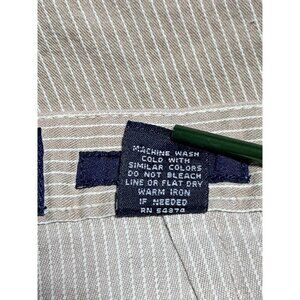 MACHINE WASH
COLD WITH
SIMILAR COLORS
DO NOT BLEACH
LINE OR FLAT DRY
WARM IRON
IF NEEDED
RN 54874